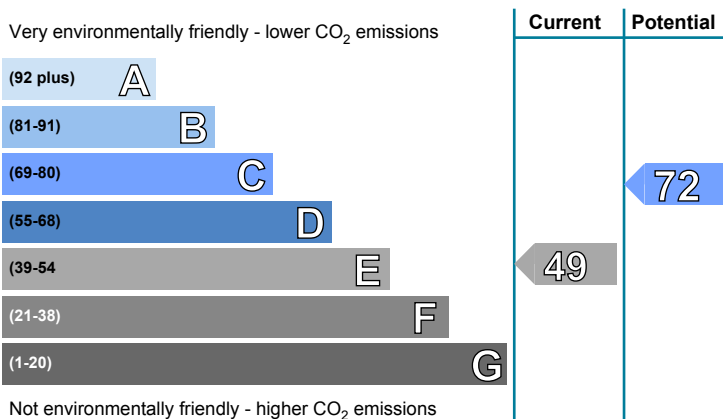 Very environmentally friendly - lower CO2 emissions
Current
Potential
(92 plus) A
(81-91) B
(69-80) C
72
(55-68) D
(39-54 E
49
(21-38) F
(1-20) G
Not environmentally friendly - higher CO2 emissions